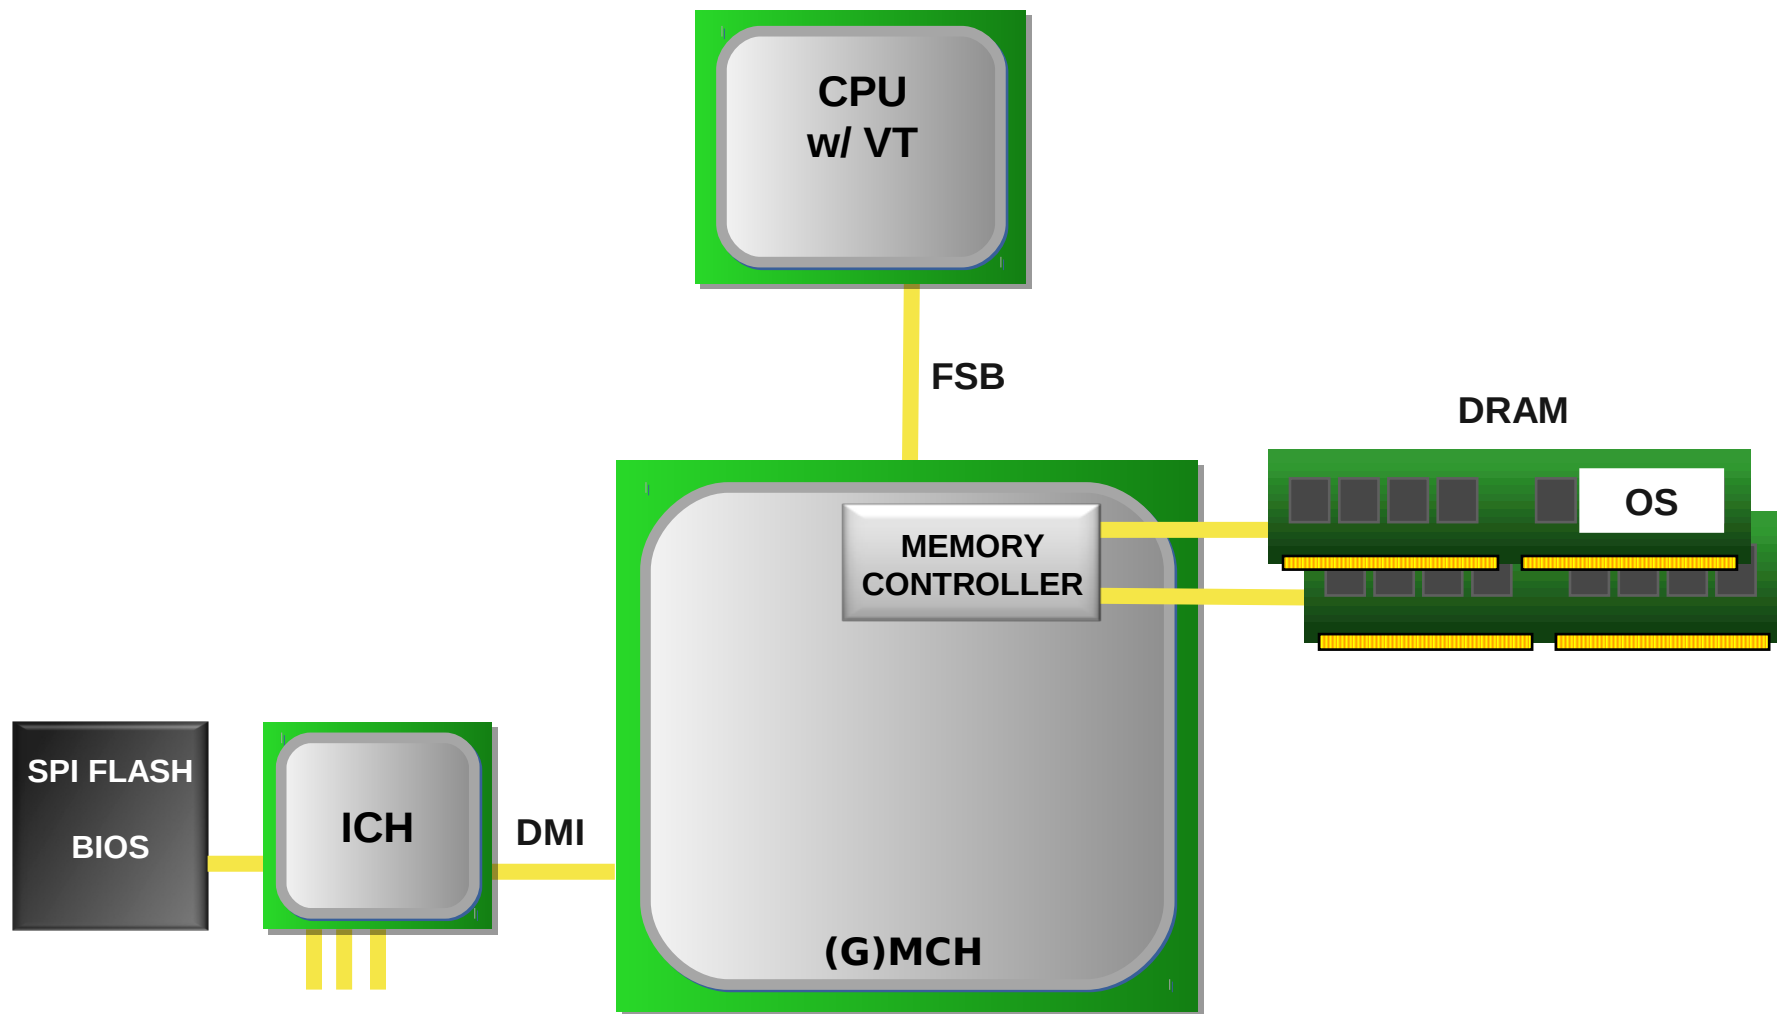 CPU
w/ VT
FSB
DRAM
OS
MEMORY
CONTROLLER
SPI FLASH
BIOS
ICH
DMI
(G)MCH